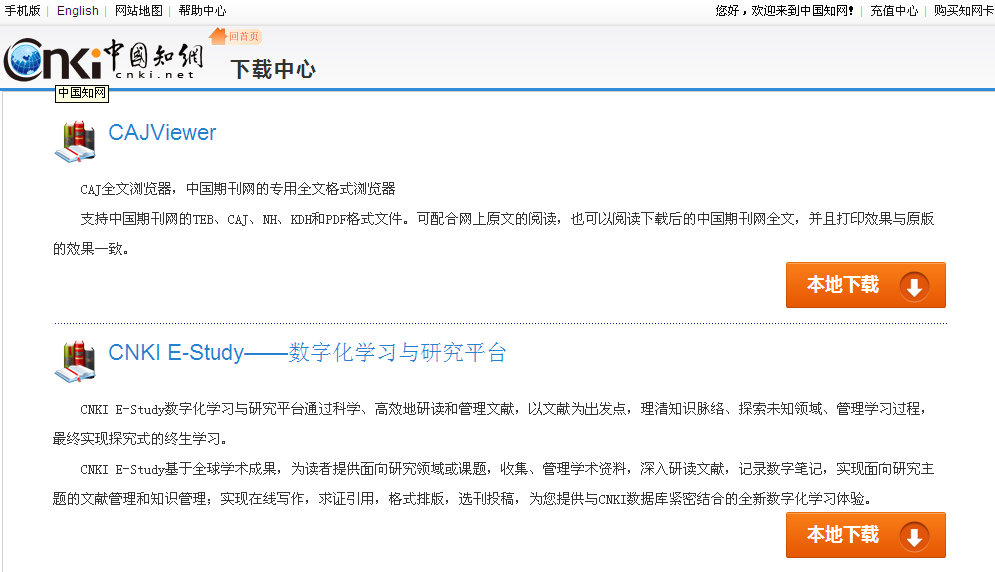 手机版 | English | 网站地图 | 帮助中心 您好，欢迎来到中国知网! | 充值中心 | 购买知网卡
回首页
Cnki中国知网
cnki.net
下载中心
中国知网
CAJViewer
CAJ全文浏览器，中国期刊网的专用全文格式浏览器
支持中国期刊网的TEB、CAJ、NH、KDH和PDF格式文件。可配合网上原文的阅读，也可以阅读下载后的中国期刊网全文，并且打印效果与原版
的效果一致。
本地下载
CNKI E-Study——数字化学习与研究平台
CNKI E-Study数字化学习与研究平台通过科学、高效地研读和管理文献，以文献为出发点，理清知识脉络、探索未知领域、管理学习过程，
最终实现探究式的终生学习。
CNKI E-Study基于全球学术成果，为读者提供面向研究领域或课题，收集、管理学术资料，深入研读文献，记录数字笔记，实现面向研究主
题的文献管理和知识管理；实现在线写作，求证引用，格式排版，选刊投稿，为您提供与CNKI数据库紧密结合的全新数字化学习体验。
本地下载